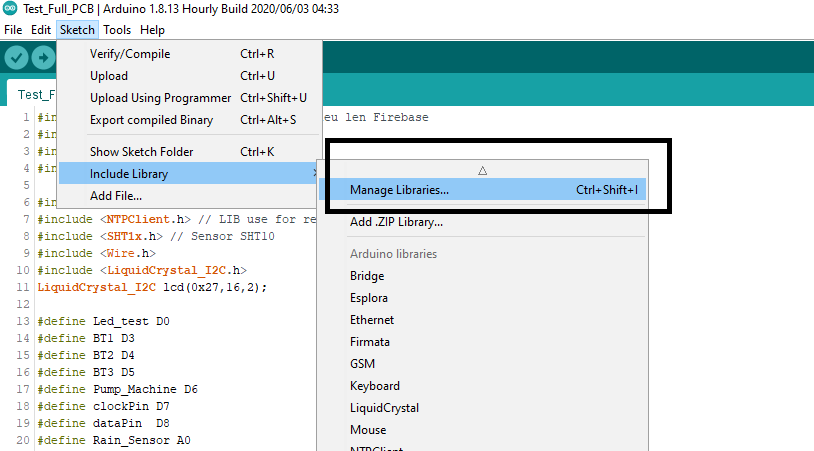 Test_Full_PCB | Arduino 1.8.13 Hourly Build 2020/06/03 04:33
File Edit Sketch Tools Help
Verify/Compile Ctrl+R
Upload Ctrl+U
Upload Using Programmer Ctrl+Shift+U
Export compiled Binary Ctrl+Alt+S
Show Sketch Folder Ctrl+K
Include Library
Add File...
Manage Libraries... Ctrl+Shift+I
Add .ZIP Library...
Arduino libraries
Bridge
Esplora
Ethernet
Firmata
GSM
Keyboard
LiquidCrystal
Mouse
NTPClient
Test_F
1 #in eu len Firebase
2 #in
3 #in
4 #in
5
6 #in
7 #include <NTPClient.h> // LIB use for re
8 #include <SHT1x.h> // Sensor SHT10
9 #include <Wire.h>
10 #include <LiquidCrystal_I2C.h>
11 LiquidCrystal_I2C lcd(0x27,16,2);
12
13 #define Led_test D0
14 #define BT1 D3
15 #define BT2 D4
16 #define BT3 D5
17 #define Pump_Machine D6
18 #define clockPin D7
19 #define dataPin  D8
20 #define Rain_Sensor A0